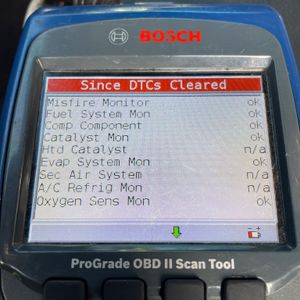 BOSCH
Since DTCs Cleared
Misfire Monitor ok
Fuel System Mon ok
Comp Component ok
Catalyst Mon ok
Htd Catalyst n/a
Evap System Mon ok
Sec Air System n/a
A/C Refrig Mon n/a
Oxygen Sens Mon ok
ProGrade OBD II Scan Tool